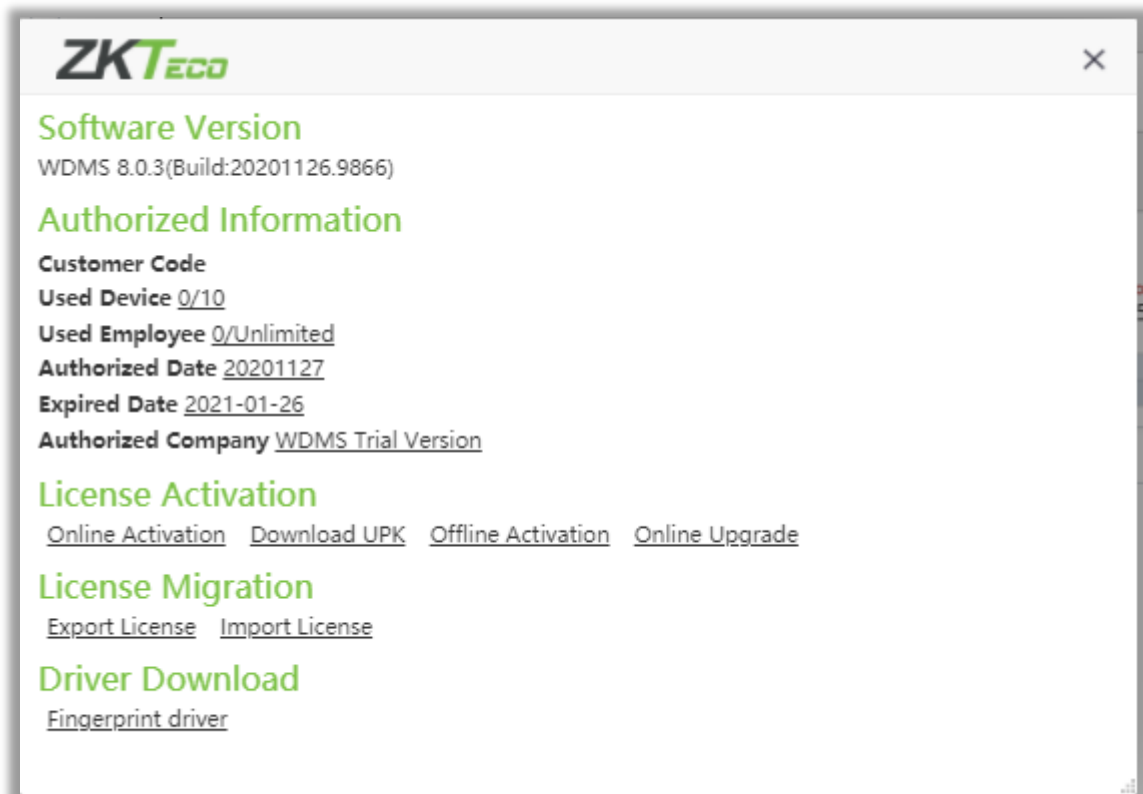 ZKTECO
Software Version
WDMS 8.0.3(Build:20201126.9866)
Authorized Information
Customer Code
Used Device 0/10
Used Employee 0/Unlimited
Authorized Date 20201127
Expired Date 2021-01-26
Authorized Company WDMS Trial Version
License Activation
Online Activation Download UPK Offline Activation Online Upgrade
License Migration
Export License Import License
Driver Download
Fingerprint driver